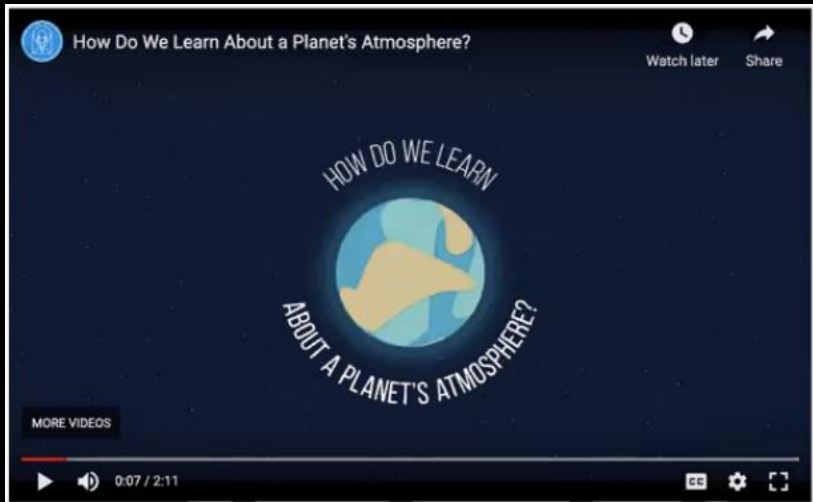 How Do We Learn About a Planet's Atmosphere?
Watch later
Share
HOW DO WE LEARN
ABOUT A PLANET'S ATMOSPHERE?
MORE VIDEOS
0:07 / 2:11
CC